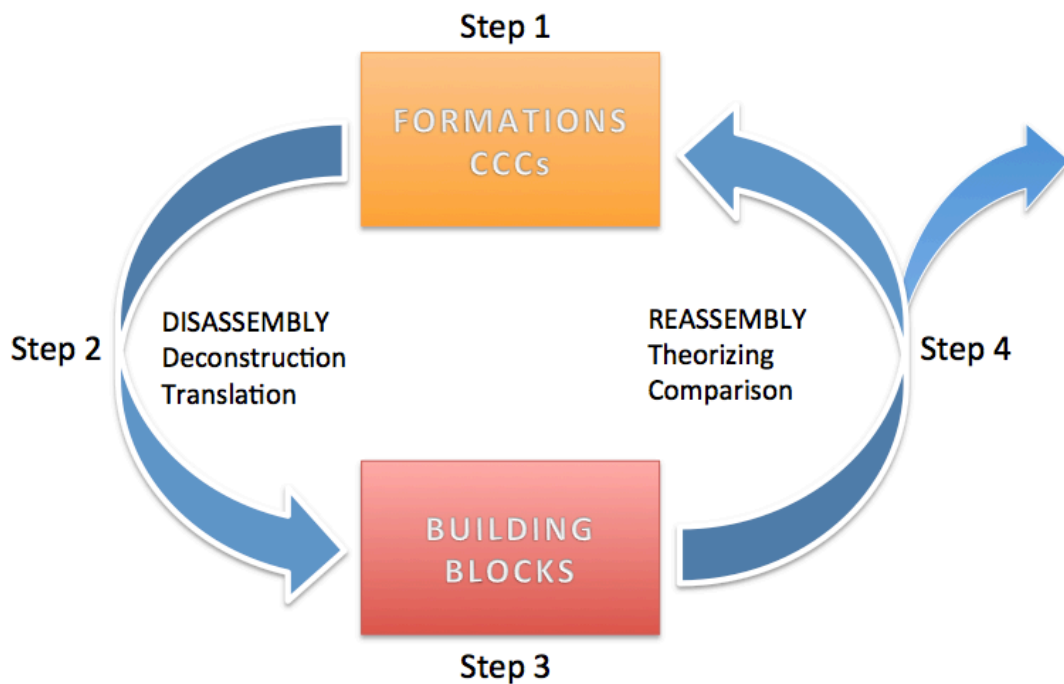 Step 1
FORMATIONS
CCCs
Step 2
DISASSEMBLY
Deconstruction
Translation
REASSEMBLY
Theorizing
Comparison
Step 4
BUILDING
BLOCKS
Step 3